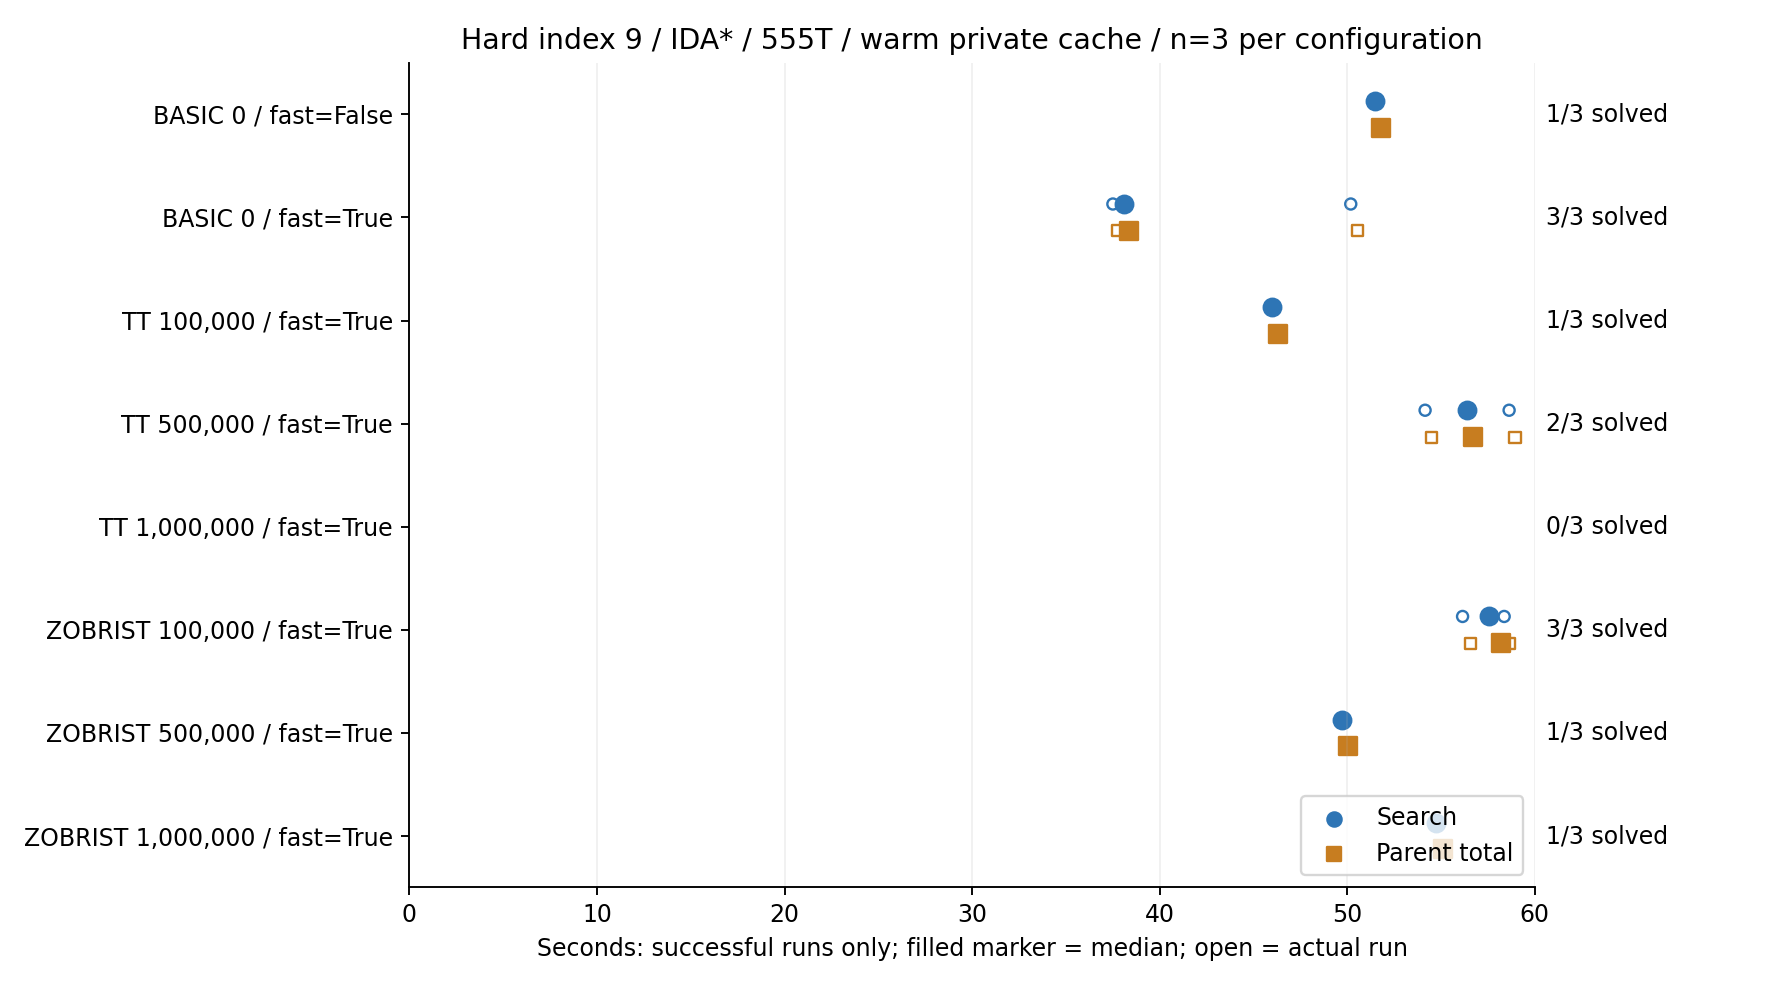 Hard index 9 / IDA* / 555T / warm private cache / n=3 per configuration
BASIC 0 / fast=False
1/3 solved
BASIC 0 / fast=True
3/3 solved
TT 100,000 / fast=True
1/3 solved
TT 500,000 / fast=True
2/3 solved
TT 1,000,000 / fast=True
0/3 solved
ZOBRIST 100,000 / fast=True
3/3 solved
ZOBRIST 500,000 / fast=True
1/3 solved
ZOBRIST 1,000,000 / fast=True
1/3 solved
Search
Parent total
0 10 20 30 40 50 60
Seconds: successful runs only; filled marker = median; open = actual run